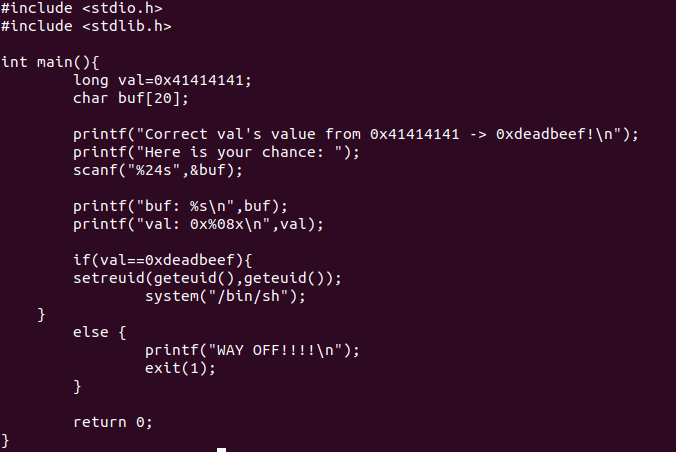 #include <stdio.h>
#include <stdlib.h>
int main(){
        long val=0x41414141;
        char buf[20];
        printf("Correct val's value from 0x41414141 -> 0xdeadbeef!\n");
        printf("Here is your chance: ");
        scanf("%24s",&buf);
        printf("buf: %s\n",buf);
        printf("val: 0x%08x\n",val);
        if(val==0xdeadbeef){
        setreuid(geteuid(),geteuid());
                system("/bin/sh");
    }
        else {
                printf("WAY OFF!!!!\n");
                exit(1);
        }
        return 0;
}